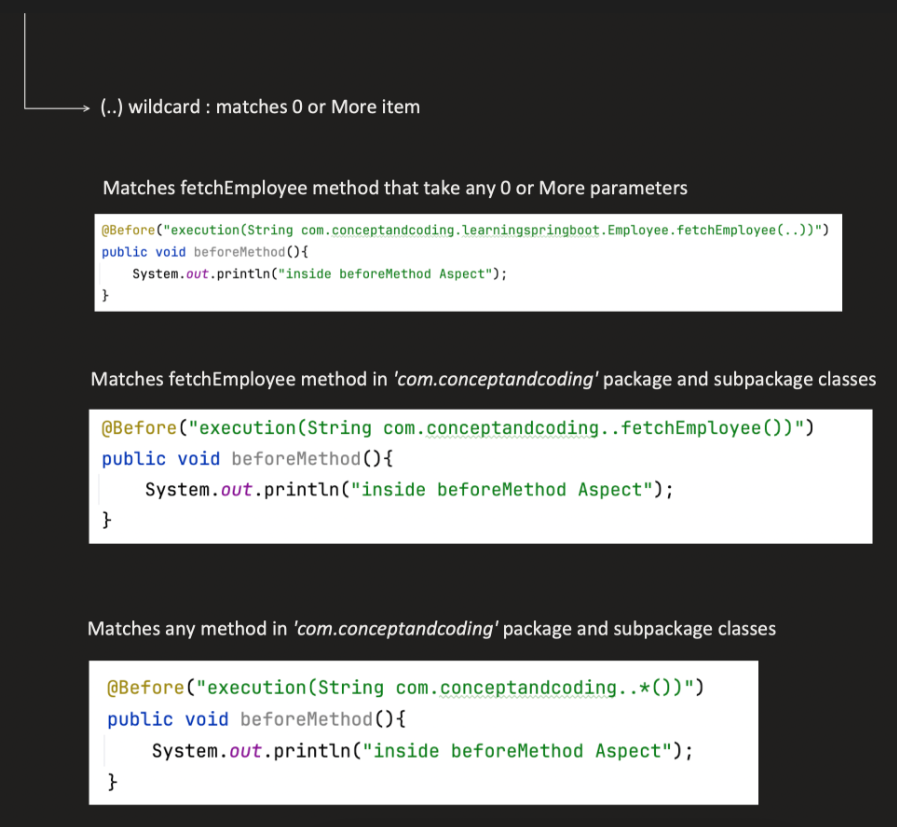 (..) wildcard : matches 0 or More item
Matches fetchEmployee method that take any 0 or More parameters
@Before("execution(String com.conceptandcoding.learningspringboot.Employee.fetchEmployee(..))")
public void beforeMethod(){
System.out.println("inside beforeMethod Aspect");
}
Matches fetchEmployee method in 'com.conceptandcoding' package and subpackage classes
@Before("execution(String com.conceptandcoding..fetchEmployee())")
public void beforeMethod(){
System.out.println("inside beforeMethod Aspect");
}
Matches any method in 'com.conceptandcoding' package and subpackage classes
@Before("execution(String com.conceptandcoding..*())")
public void beforeMethod(){
System.out.println("inside beforeMethod Aspect");
}